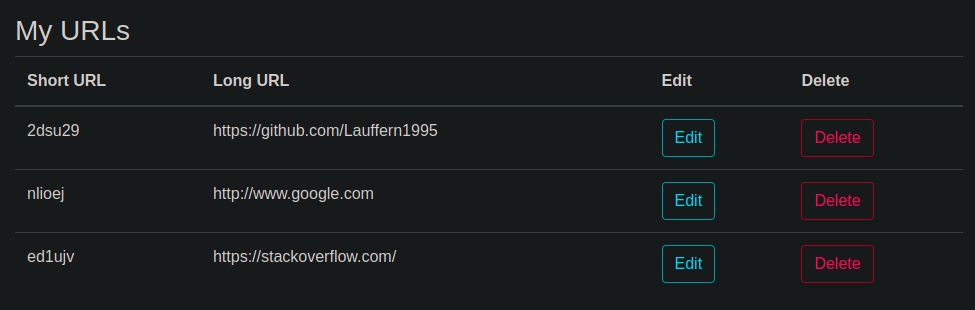 My URLs
Short URL Long URL Edit Delete
2dsu29 https://github.com/Lauffern1995 Edit Delete
nlioej http://www.google.com Edit Delete
ed1ujv https://stackoverflow.com/ Edit Delete